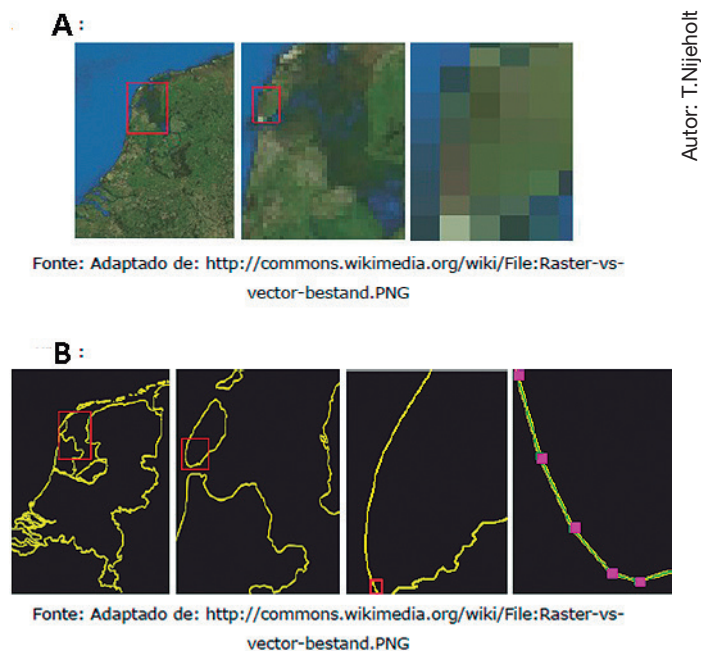 A :
Autor: T.Nijeholt
Fonte: Adaptado de: http://commons.wikimedia.org/wiki/File:Raster-vs-
vector-bestand.PNG
B :
Fonte: Adaptado de: http://commons.wikimedia.org/wiki/File:Raster-vs-
vector-bestand.PNG